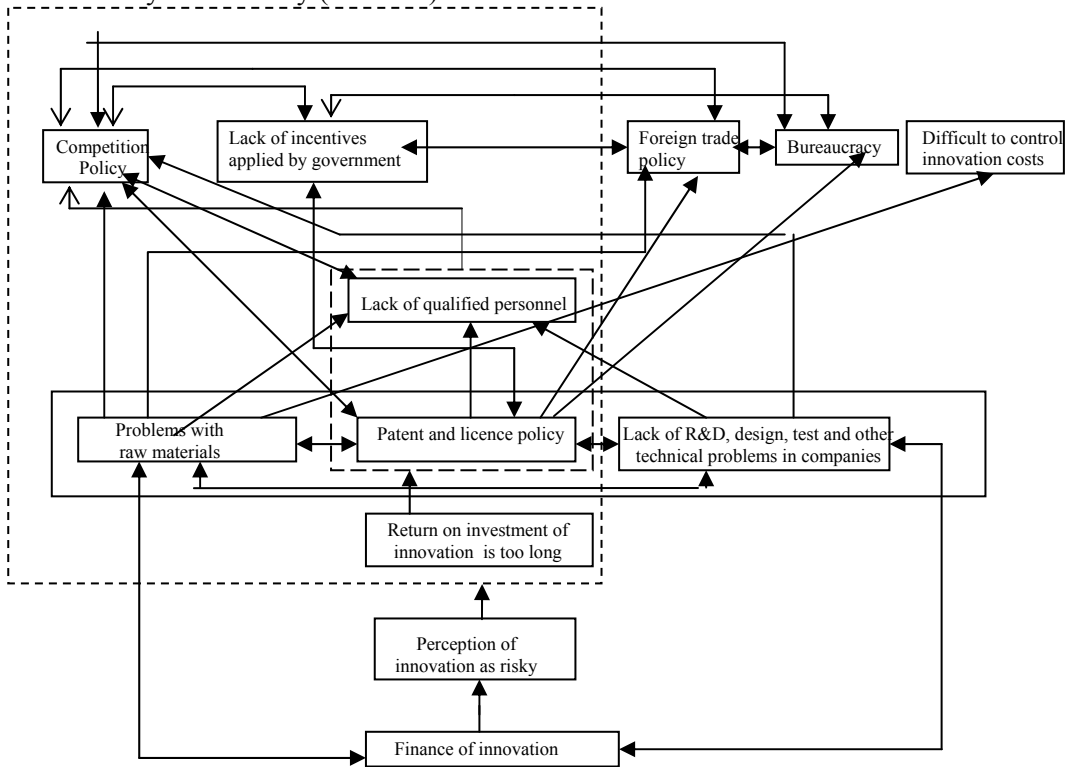 Competition
Policy
Lack of incentives
applied by government
Foreign trade
policy
Bureaucracy
Difficult to control
innovation costs
Lack of qualified personnel
Problems with
raw materials
Patent and licence policy
Lack of R&D, design, test and other
technical problems in companies
Return on investment of
innovation is too long
Perception of
innovation as risky
Finance of innovation